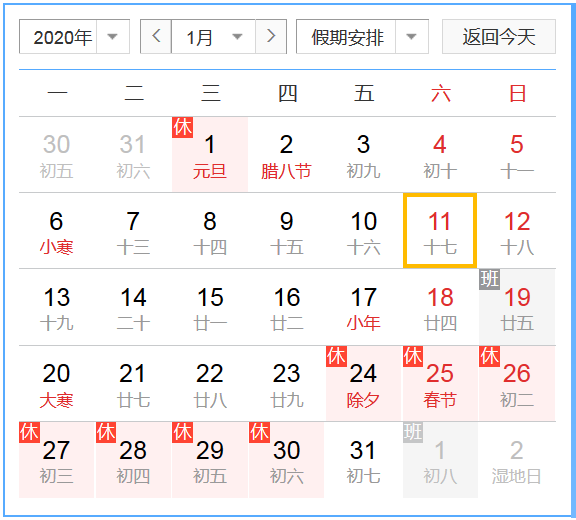 2020年 1月 假期安排 返回今天
一 二 三 四 五 六 日
休
30 31 1 2 3 4 5
初五 初六 元旦 腊八节 初九 初十 十一
6 7 8 9 10 11 12
小寒 十三 十四 十五 十六 十七 十八
班
13 14 15 16 17 18 19
十九 二十 廿一 廿二 小年 廿四 廿五
休 休 休
20 21 22 23 24 25 26
大寒 廿七 廿八 廿九 除夕 春节 初二
休 休 休 休 班
27 28 29 30 31 1 2
初三 初四 初五 初六 初七 初八 湿地日